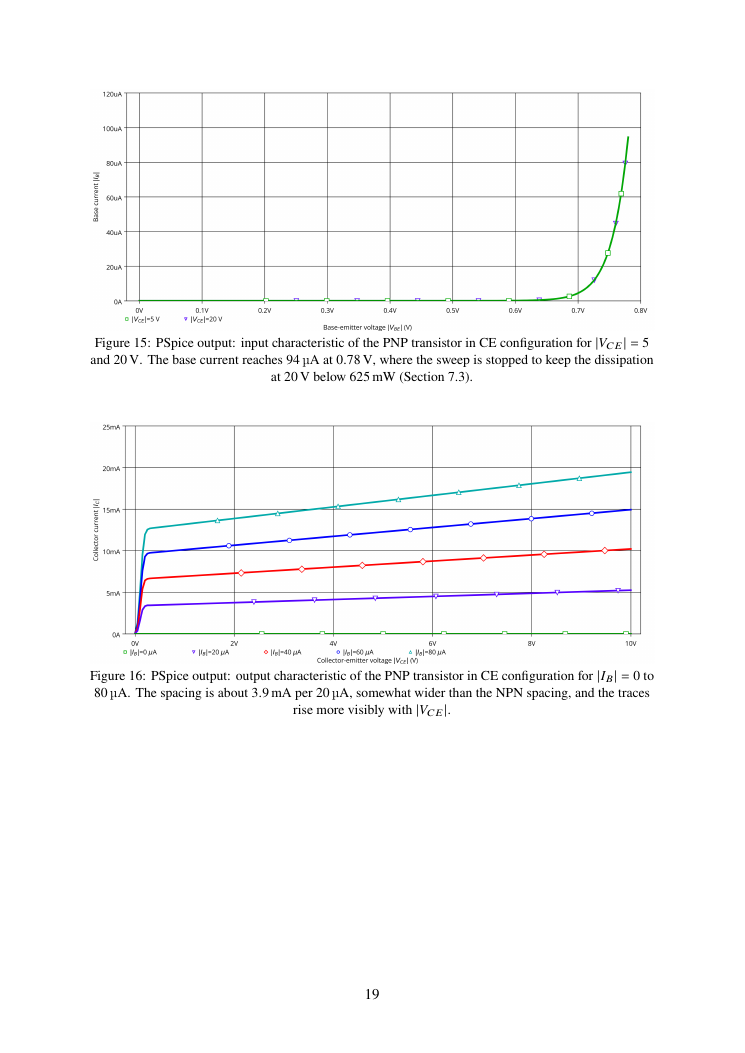 120uA
100uA
80uA
60uA
40uA
20uA
0A
Base current |I_B|
0V 0.1V 0.2V 0.3V 0.4V 0.5V 0.6V 0.7V 0.8V
|V_CE|=5 V |V_CE|=20 V
Base-emitter voltage |V_BE| (V)
Figure 15: PSpice output: input characteristic of the PNP transistor in CE configuration for |V_CE| = 5
and 20 V. The base current reaches 94 µA at 0.78 V, where the sweep is stopped to keep the dissipation
at 20 V below 625 mW (Section 7.3).
25mA
20mA
15mA
10mA
5mA
0A
Collector current |I_C|
0V 2V 4V 6V 8V 10V
|I_B|=0 µA |I_B|=20 µA |I_B|=40 µA |I_B|=60 µA |I_B|=80 µA
Collector-emitter voltage |V_CE| (V)
Figure 16: PSpice output: output characteristic of the PNP transistor in CE configuration for |I_B| = 0 to
80 µA. The spacing is about 3.9 mA per 20 µA, somewhat wider than the NPN spacing, and the traces
rise more visibly with |V_CE|.
19